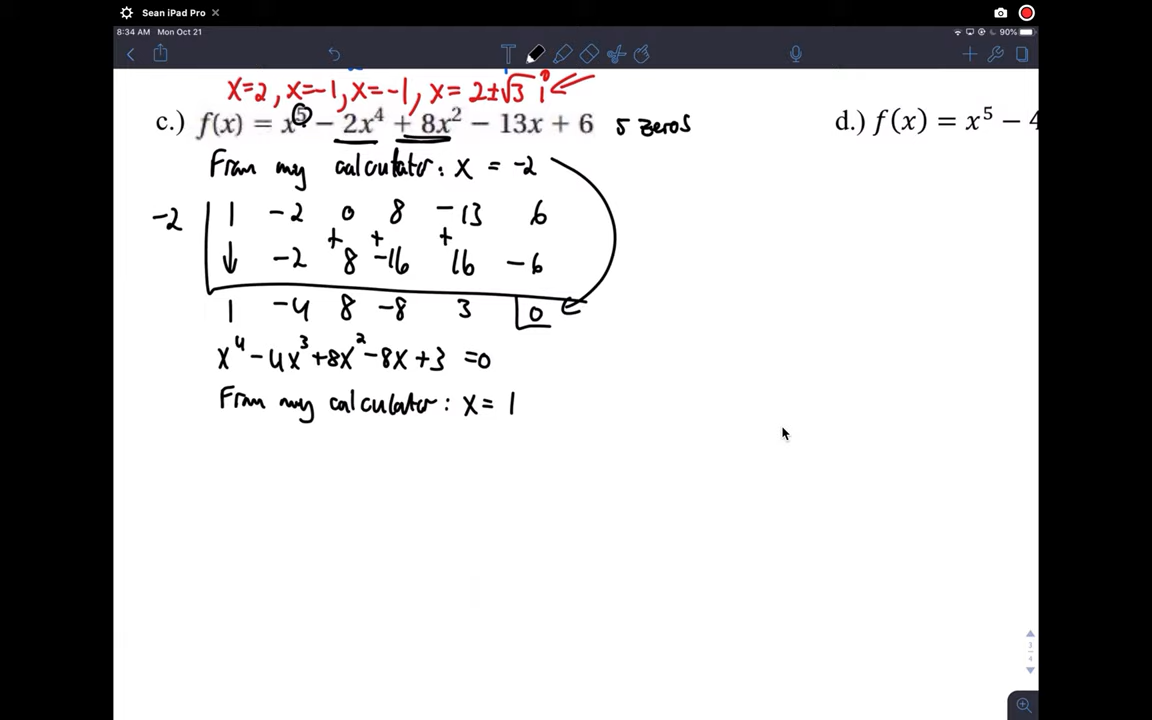 Sean iPad Pro ×
8:34 AM Mon Oct 21 90%
T
x=2, x=-1, x=-1, x= 2±√3 i
c.) f(x) = x⁵ − 2x⁴ + 8x² − 13x + 6 5 zeros d.) f(x) = x⁵ − 4
From my calculator: x = -2
-2 | 1 -2 0 8 -13 6
↓ -2 + 8 + -16 + 16 -6
1 -4 8 -8 3 0
x⁴ - 4x³ + 8x² - 8x + 3 = 0
From my calculator: x = 1
3
4